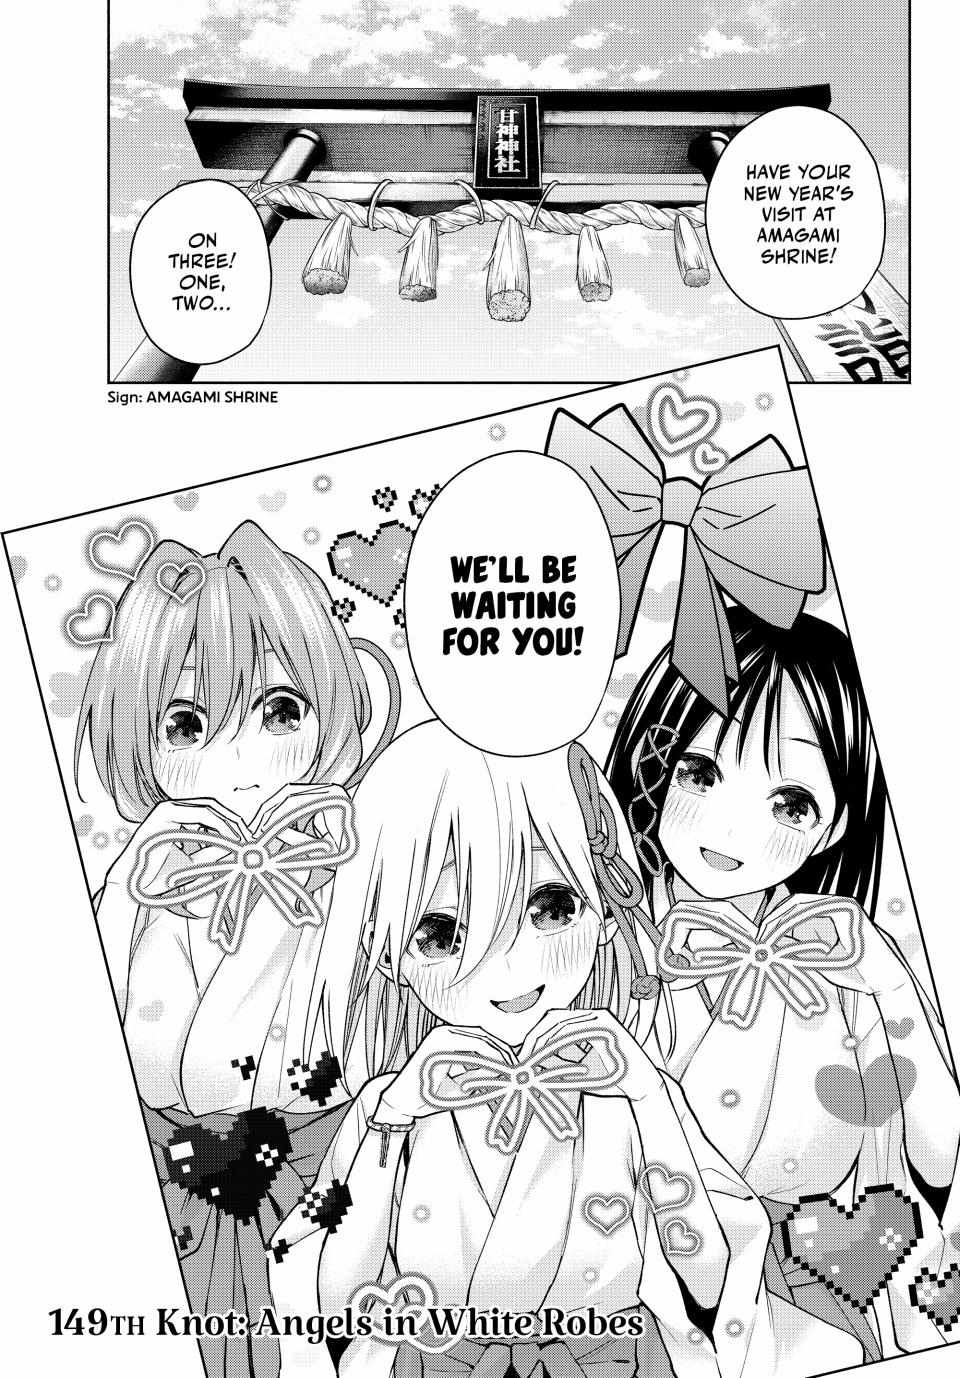 甘神神社
HAVE YOUR
NEW YEAR'S
VISIT AT
AMAGAMI
SHRINE!
ON
THREE!
ONE,
TWO...
詣
Sign: AMAGAMI SHRINE
WE'LL BE
WAITING
FOR YOU!
149TH Knot: Angels in White Robes